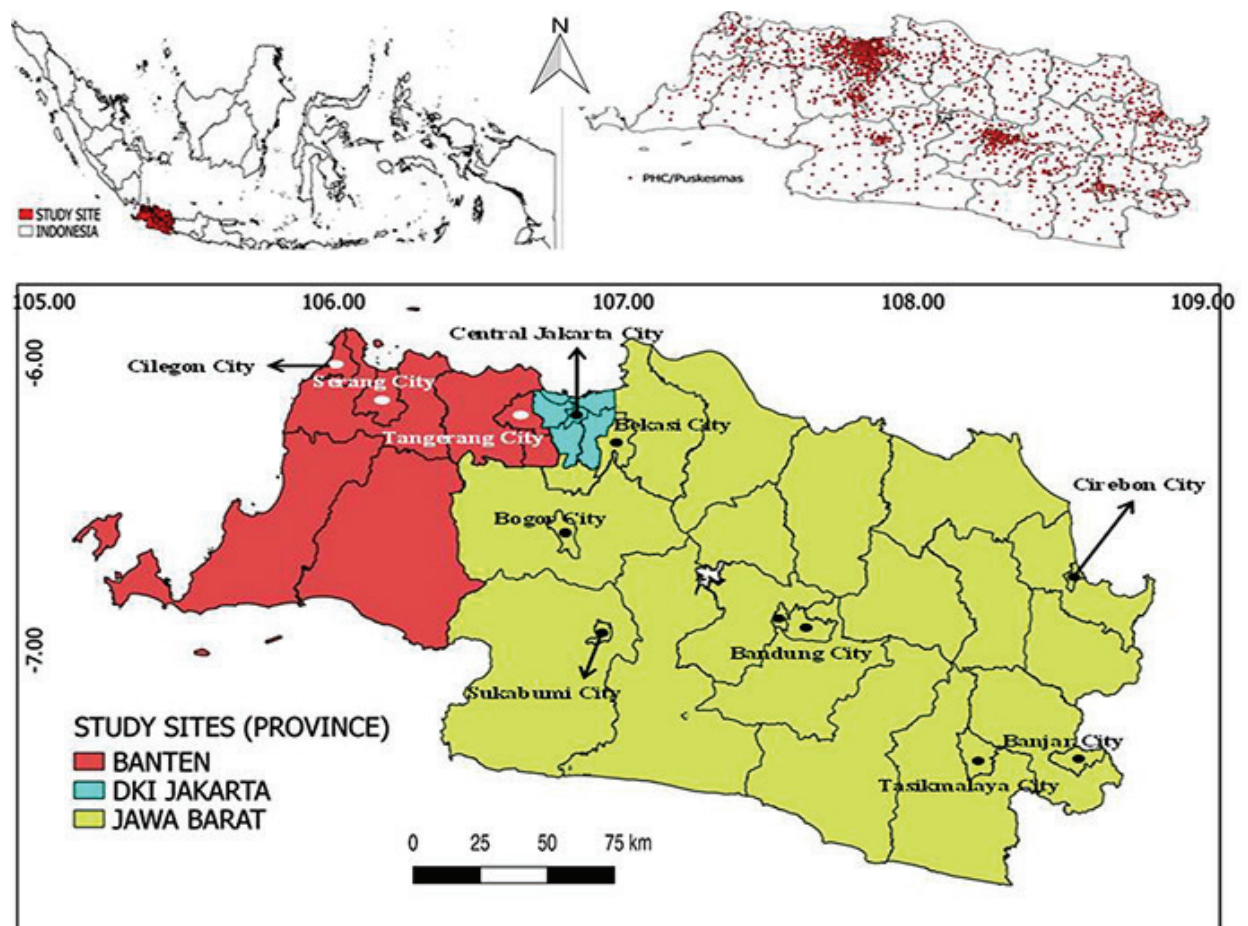 N
STUDY SITE
INDONESIA
PHC/Puskesmas
105.00 106.00 107.00 108.00 109.00
-6.00
-7.00
Central Jakarta City
Cilegon City
Serang City
Tangerang City
Bekasi City
Cirebon City
Bogor City
Bandung City
Sukabumi City
Banjar City
Tasikmalaya City
STUDY SITES (PROVINCE)
BANTEN
DKI JAKARTA
JAWA BARAT
0 25 50 75 km